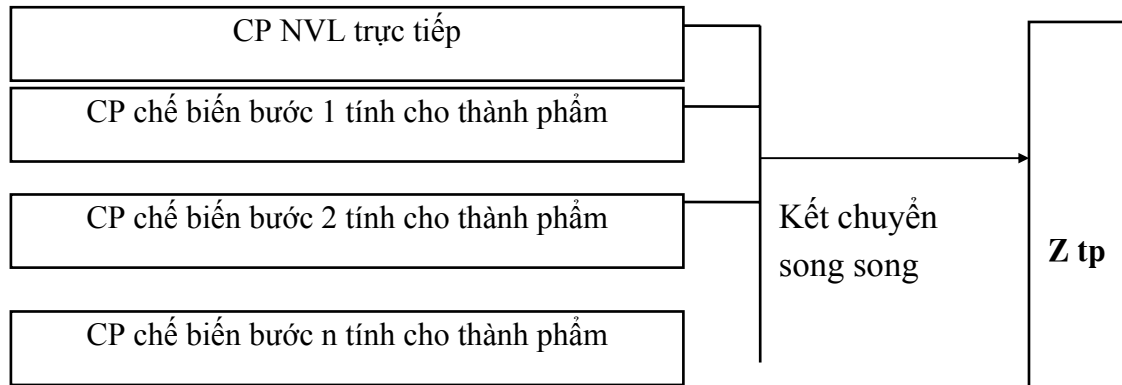 CP NVL trực tiếp
CP chế biến bước 1 tính cho thành phẩm
CP chế biến bước 2 tính cho thành phẩm
Kết chuyển
song song
Z tp
CP chế biến bước n tính cho thành phẩm